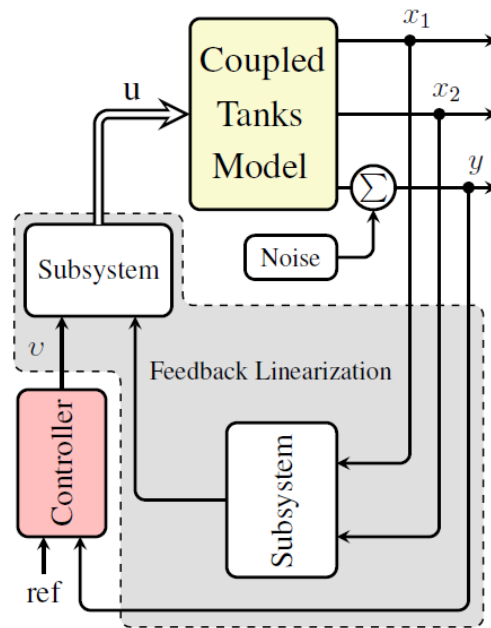 x₁
Coupled
Tanks
Model
u
x₂
y
Σ
Noise
Subsystem
v
Feedback Linearization
Controller
Subsystem
ref